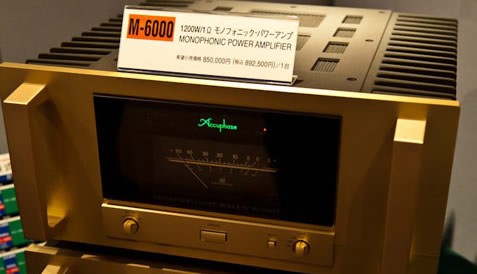 M-6000
1200W/1Ω モノフォニック・パワーアンプ
MONOPHONIC POWER AMPLIFIER
希望小売価格 850,000円 (税込 892,500円)/1台
Accuphase
dB